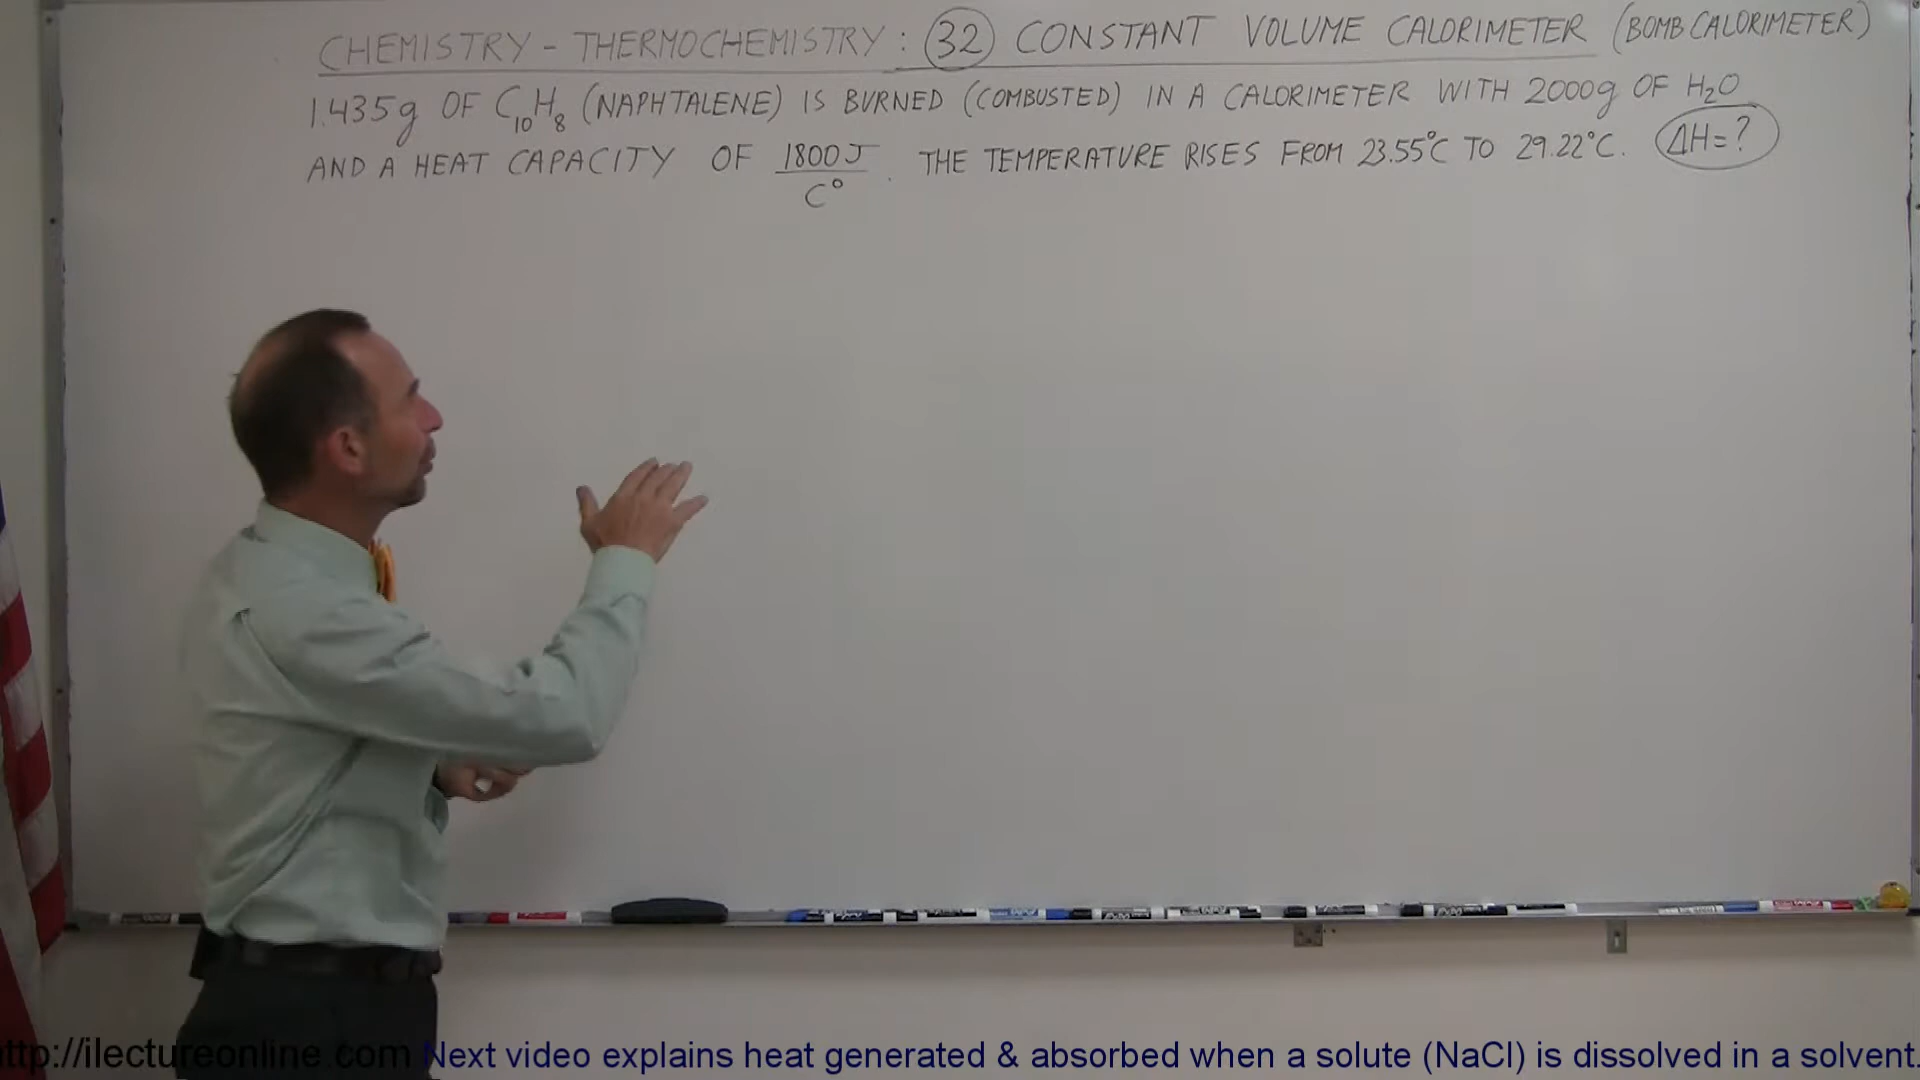 CHEMISTRY - THERMOCHEMISTRY : 32 CONSTANT VOLUME CALORIMETER (BOMB CALORIMETER)
1.435g OF C₁₀H₈ (NAPHTALENE) IS BURNED (COMBUSTED) IN A CALORIMETER WITH 2000g OF H₂O
AND A HEAT CAPACITY OF 1800J/C° . THE TEMPERATURE RISES FROM 23.55°C TO 29.22°C. ΔH=?
ttp://ilectureonline.com Next video explains heat generated & absorbed when a solute (NaCl) is dissolved in a solvent.